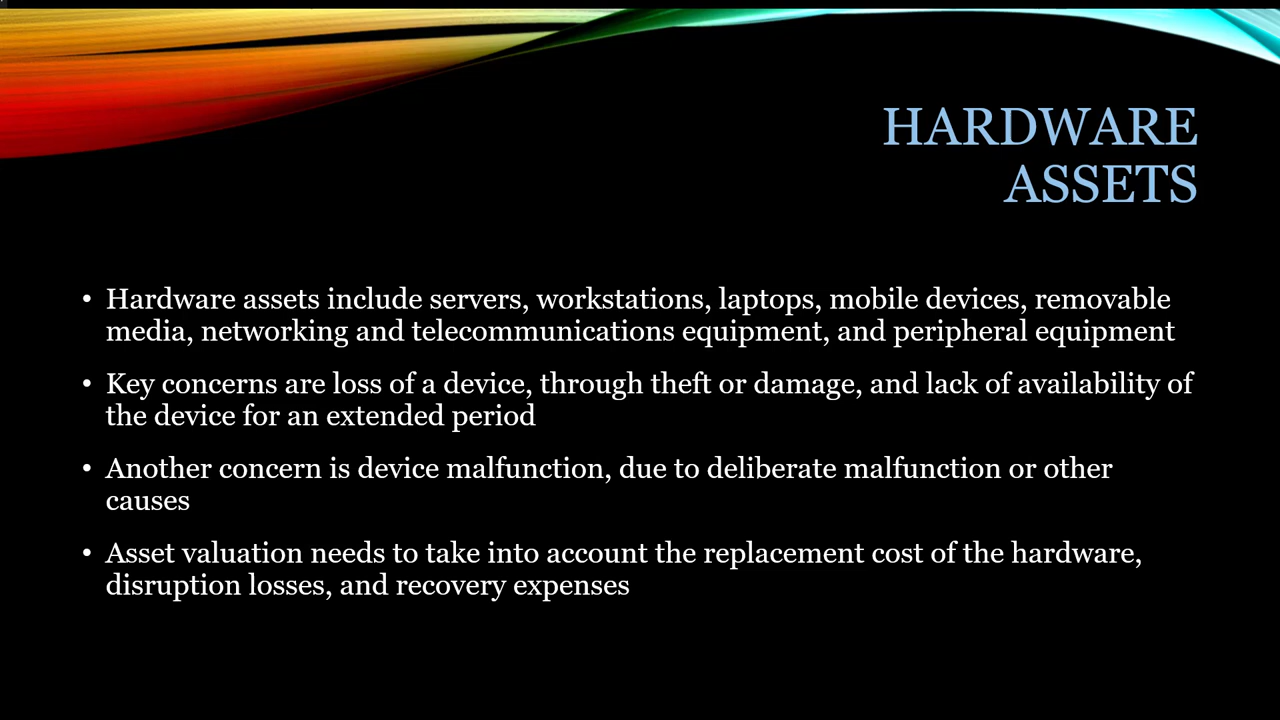 HARDWARE
ASSETS
• Hardware assets include servers, workstations, laptops, mobile devices, removable
media, networking and telecommunications equipment, and peripheral equipment
• Key concerns are loss of a device, through theft or damage, and lack of availability of
the device for an extended period
• Another concern is device malfunction, due to deliberate malfunction or other
causes
• Asset valuation needs to take into account the replacement cost of the hardware,
disruption losses, and recovery expenses